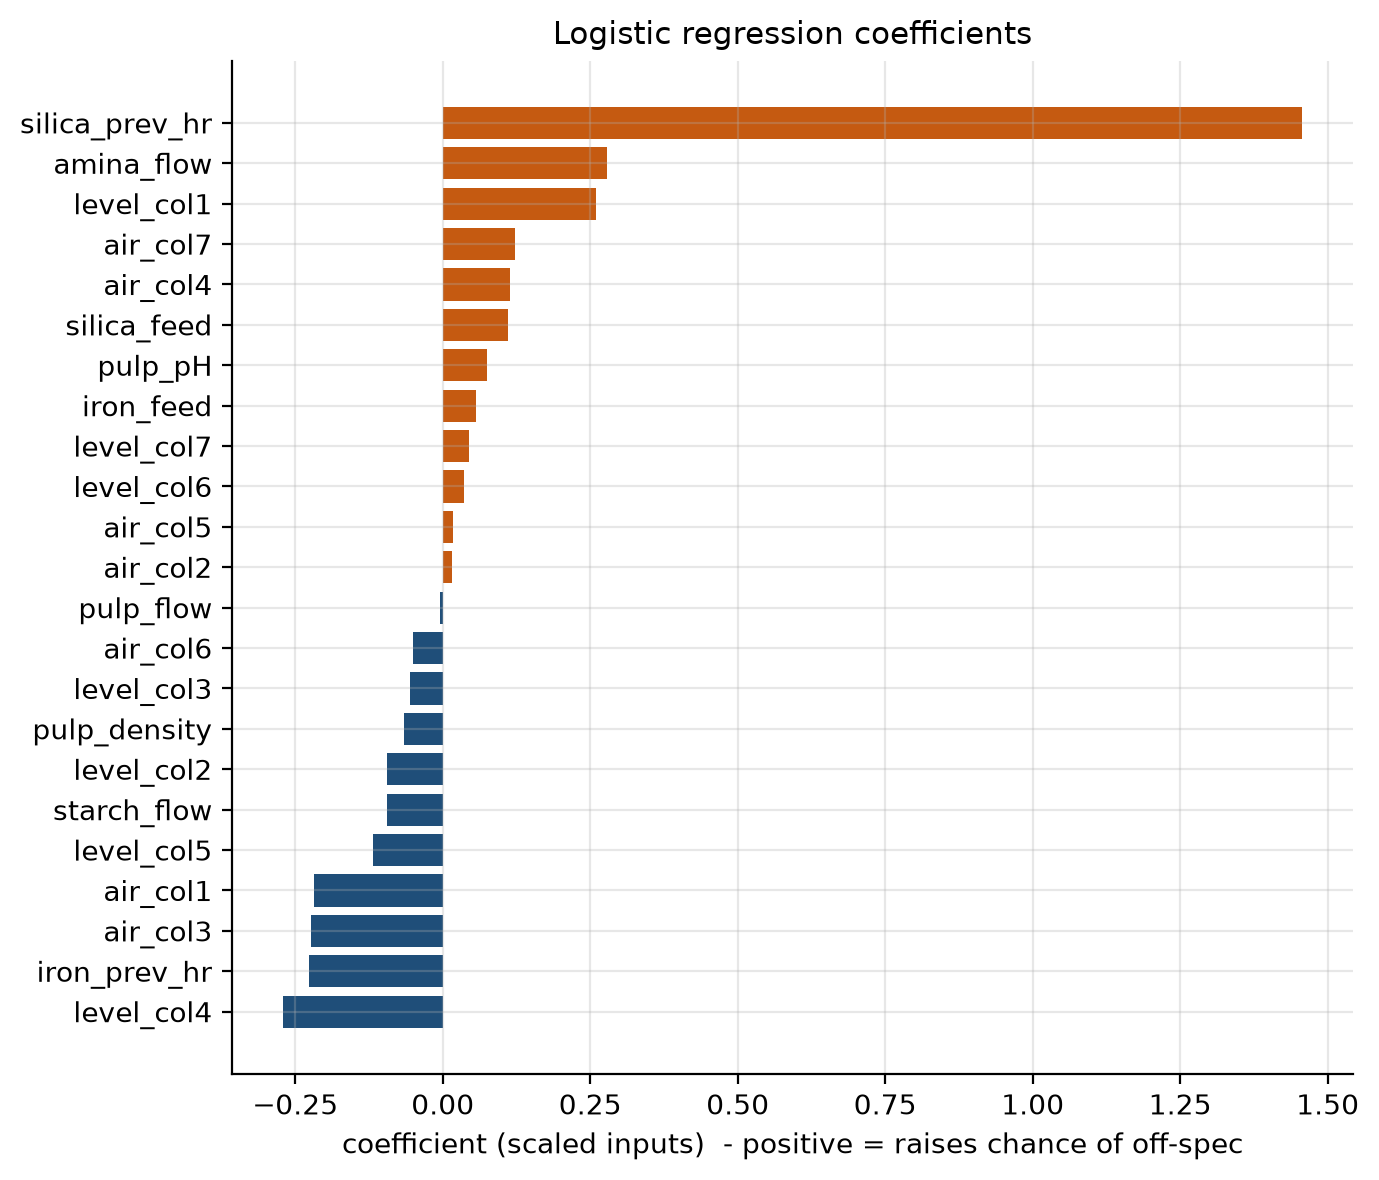 Logistic regression coefficients
silica_prev_hr
amina_flow
level_col1
air_col7
air_col4
silica_feed
pulp_pH
iron_feed
level_col7
level_col6
air_col5
air_col2
pulp_flow
air_col6
level_col3
pulp_density
level_col2
starch_flow
level_col5
air_col1
air_col3
iron_prev_hr
level_col4
−0.25 0.00 0.25 0.50 0.75 1.00 1.25 1.50
coefficient (scaled inputs)  - positive = raises chance of off-spec